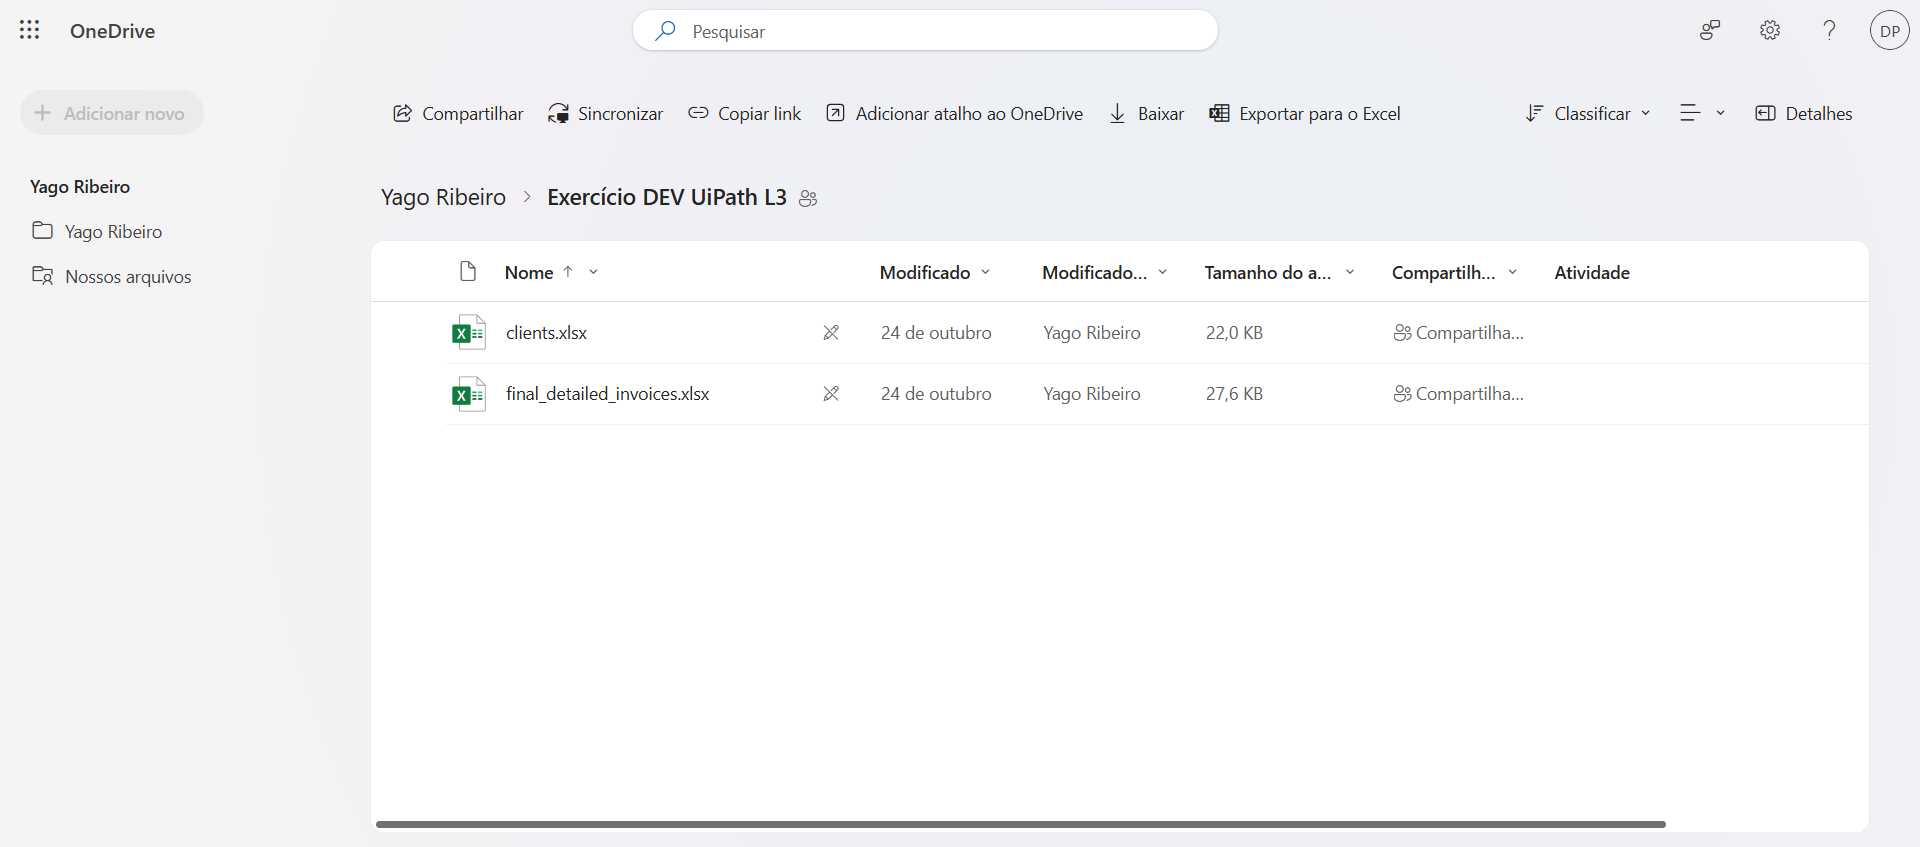 OneDrive
Pesquisar
DP
Adicionar novo
Compartilhar Sincronizar Copiar link Adicionar atalho ao OneDrive Baixar Exportar para o Excel Classificar Detalhes
Yago Ribeiro
Yago Ribeiro
Nossos arquivos
Yago Ribeiro > Exercício DEV UiPath L3
Nome Modificado Modificado... Tamanho do a... Compartilh... Atividade
clients.xlsx 24 de outubro Yago Ribeiro 22,0 KB Compartilha...
final_detailed_invoices.xlsx 24 de outubro Yago Ribeiro 27,6 KB Compartilha...